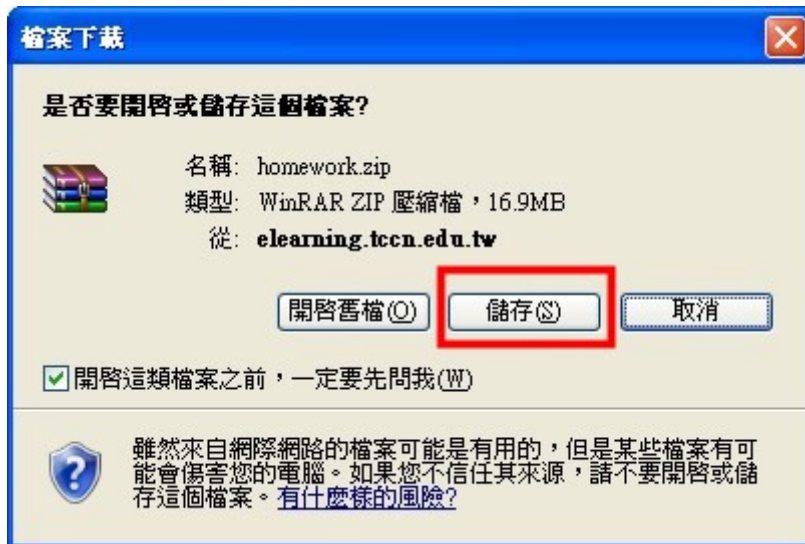 檔案下載
是否要開啓或儲存這個檔案?
名稱: homework.zip
類型: WinRAR ZIP 壓縮檔，16.9MB
從: elearning.tccn.edu.tw
開啓舊檔(O) 儲存(S) 取消
開啓這類檔案之前，一定要先問我(W)
雖然來自網際網路的檔案可能是有用的，但是某些檔案有可
能會傷害您的電腦。如果您不信任其來源，請不要開啓或儲
存這個檔案。有什麼樣的風險?